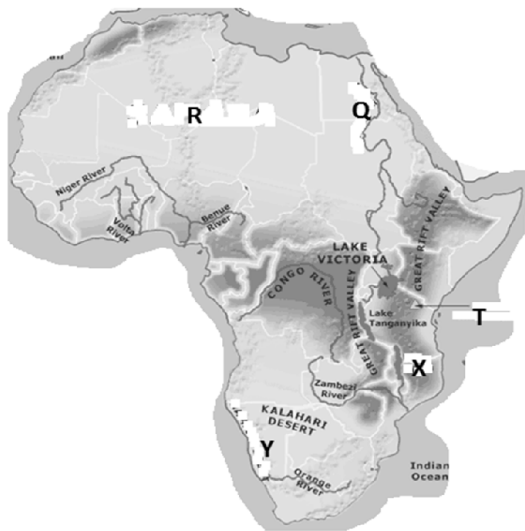 R
Q
Niger River
Volta
River
Benue
River
LAKE
VICTORIA
GREAT RIFT VALLEY
CONGO RIVER
GREAT RIFT VALLEY
Lake
Tanganyika
T
X
Zambezi
River
KALAHARI
DESERT
Y
Orange
River
Indian
Ocean